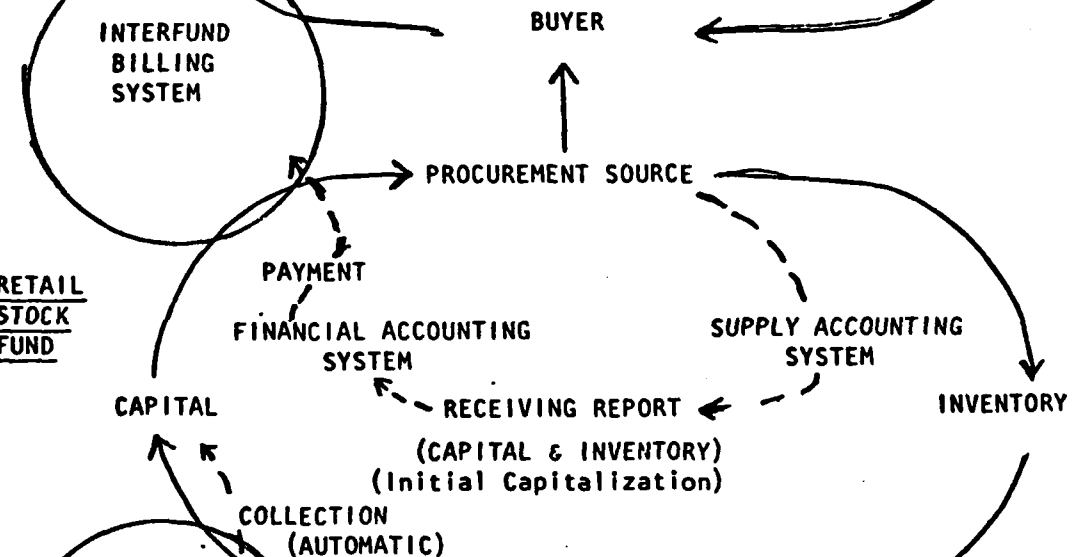 INTERFUND
BILLING
SYSTEM
BUYER
PROCUREMENT SOURCE
PAYMENT
RETAIL
STOCK
FUND
FINANCIAL ACCOUNTING
SYSTEM
SUPPLY ACCOUNTING
SYSTEM
CAPITAL
RECEIVING REPORT
INVENTORY
(CAPITAL & INVENTORY)
(Initial Capitalization)
COLLECTION
(AUTOMATIC)